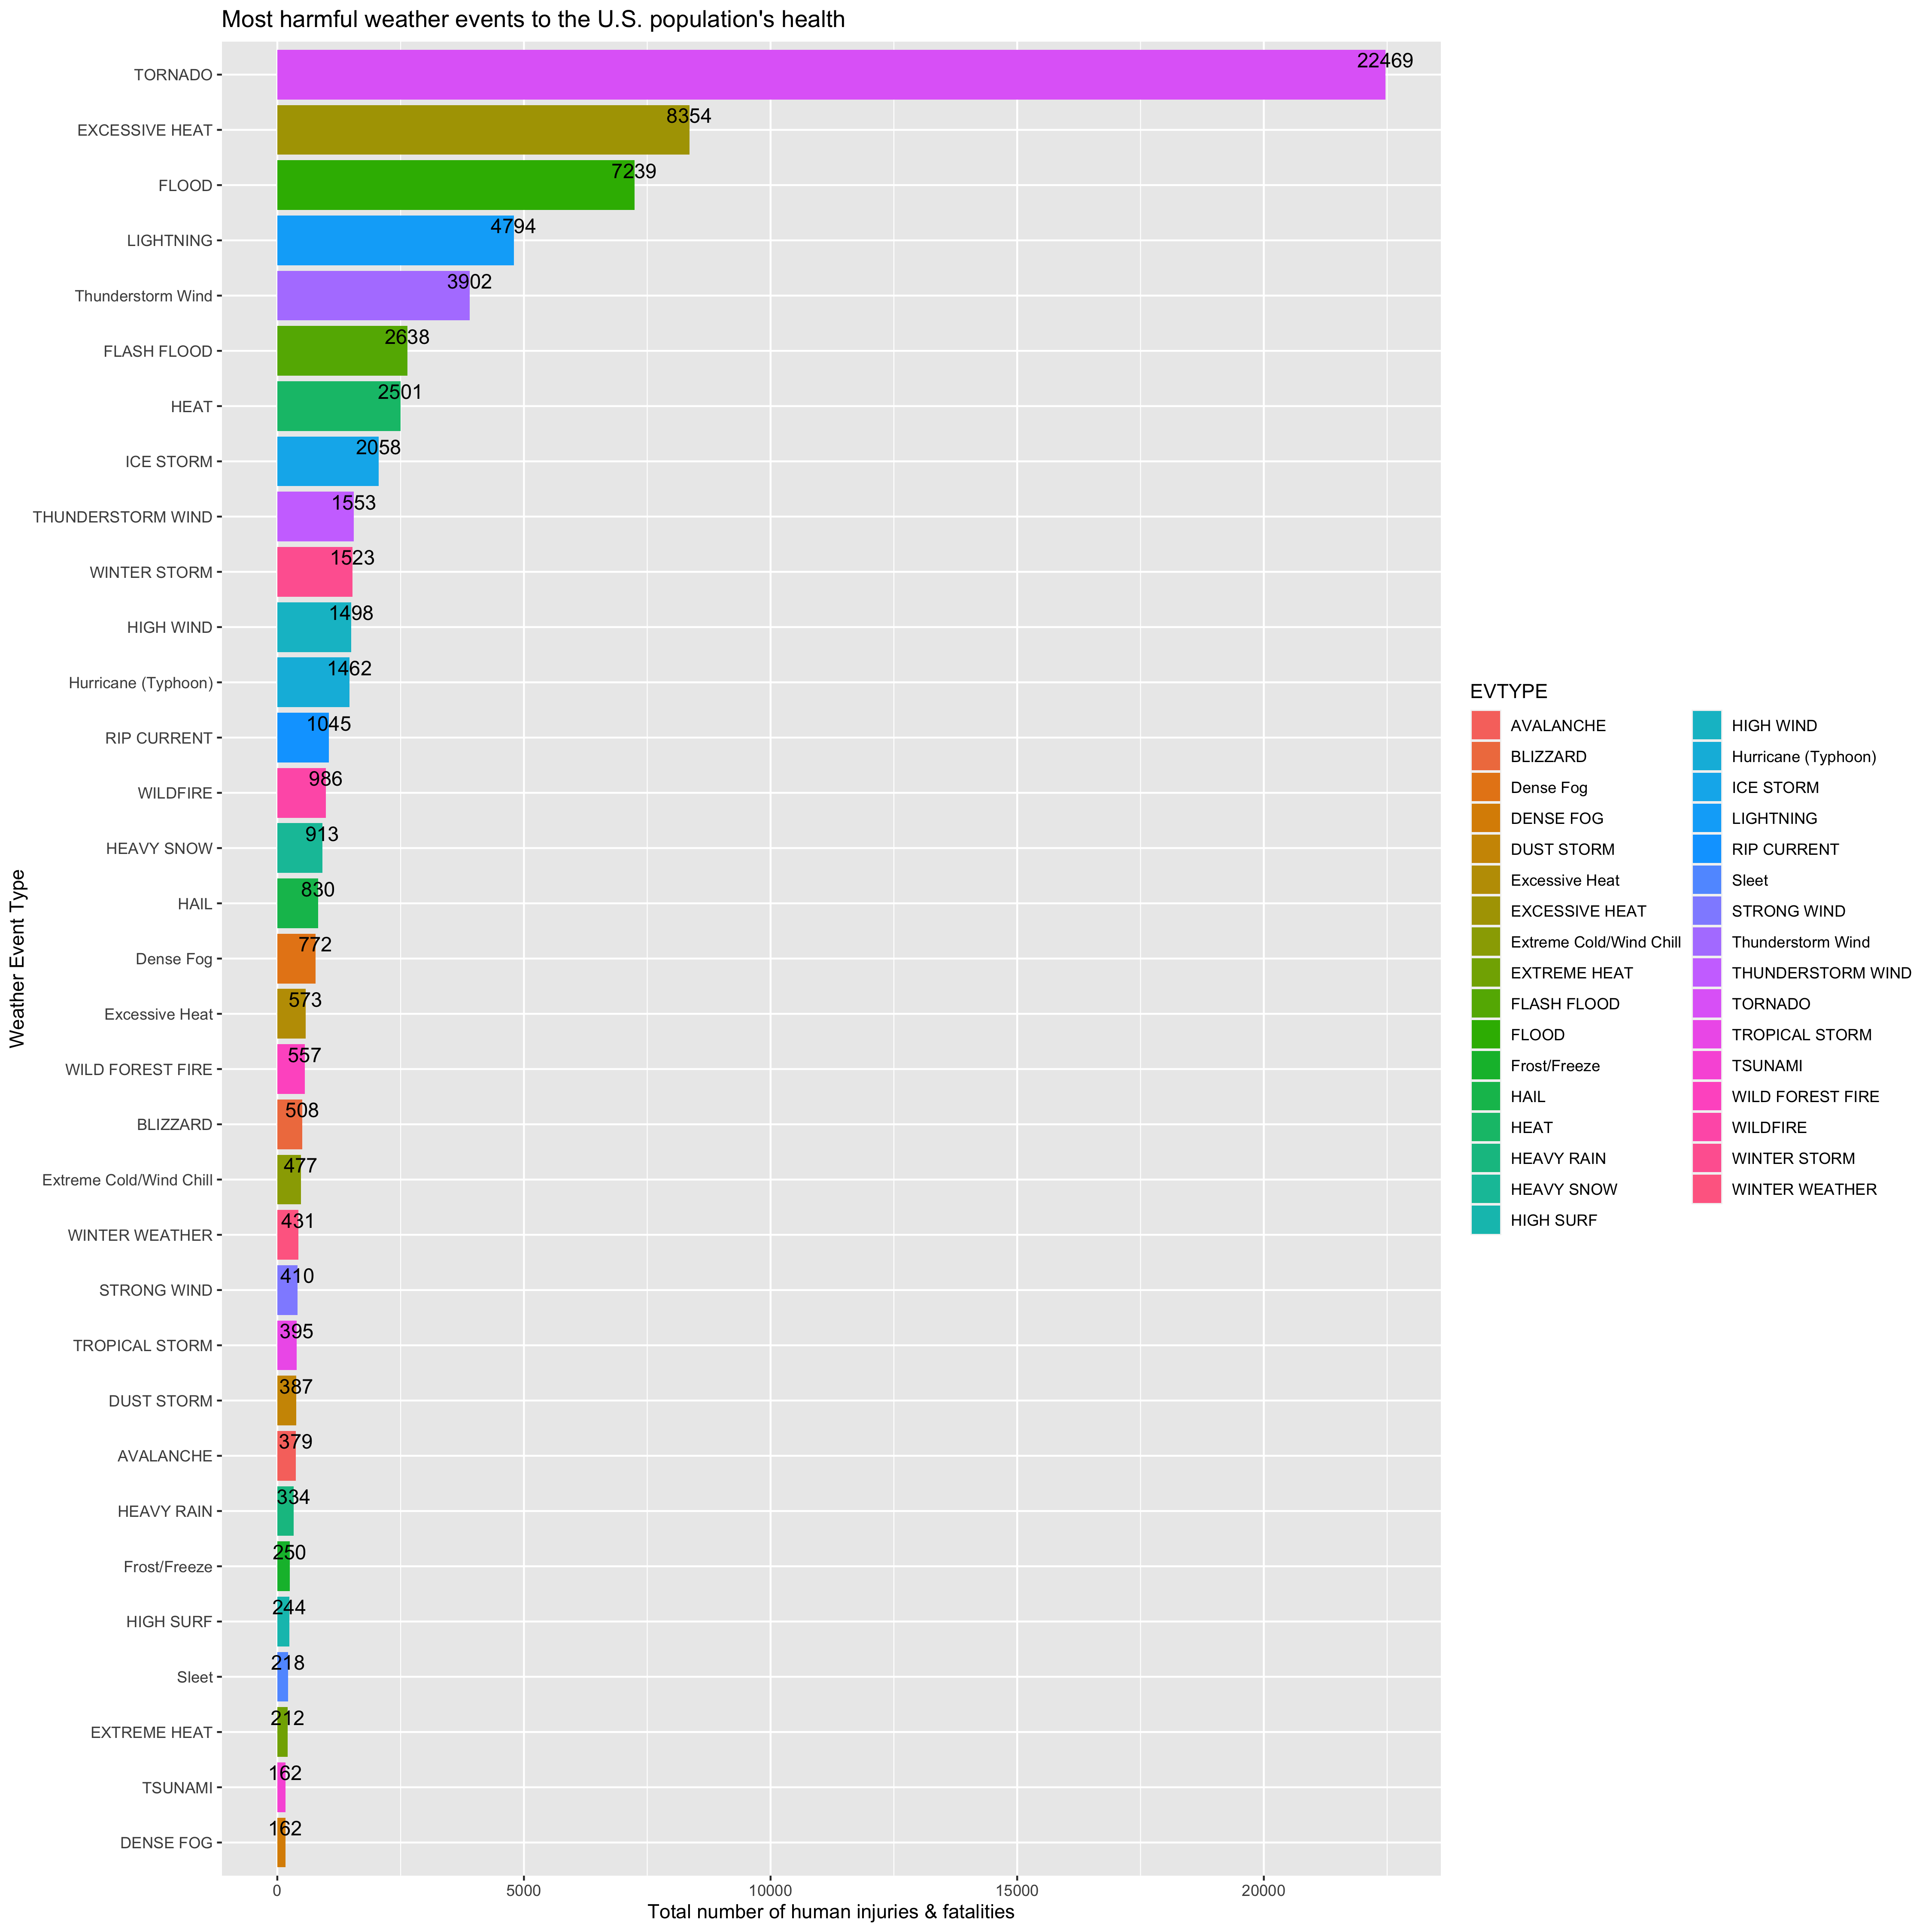 Most harmful weather events to the U.S. population's health
TORNADO 22469
EXCESSIVE HEAT 8354
FLOOD 7239
LIGHTNING 4794
Thunderstorm Wind 3902
FLASH FLOOD 2638
HEAT 2501
ICE STORM 2058
THUNDERSTORM WIND 1553
WINTER STORM 1523
HIGH WIND 1498
Hurricane (Typhoon) 1462
RIP CURRENT 1045
WILDFIRE 986
HEAVY SNOW 913
HAIL 830
Dense Fog 772
Excessive Heat 573
WILD FOREST FIRE 557
BLIZZARD 508
Extreme Cold/Wind Chill 477
WINTER WEATHER 431
STRONG WIND 410
TROPICAL STORM 395
DUST STORM 387
AVALANCHE 379
HEAVY RAIN 334
Frost/Freeze 250
HIGH SURF 244
Sleet 218
EXTREME HEAT 212
TSUNAMI 162
DENSE FOG 162
Weather Event Type
0 5000 10000 15000 20000
Total number of human injuries & fatalities
EVTYPE
AVALANCHE
BLIZZARD
Dense Fog
DENSE FOG
DUST STORM
Excessive Heat
EXCESSIVE HEAT
Extreme Cold/Wind Chill
EXTREME HEAT
FLASH FLOOD
FLOOD
Frost/Freeze
HAIL
HEAT
HEAVY RAIN
HEAVY SNOW
HIGH SURF
HIGH WIND
Hurricane (Typhoon)
ICE STORM
LIGHTNING
RIP CURRENT
Sleet
STRONG WIND
Thunderstorm Wind
THUNDERSTORM WIND
TORNADO
TROPICAL STORM
TSUNAMI
WILD FOREST FIRE
WILDFIRE
WINTER STORM
WINTER WEATHER